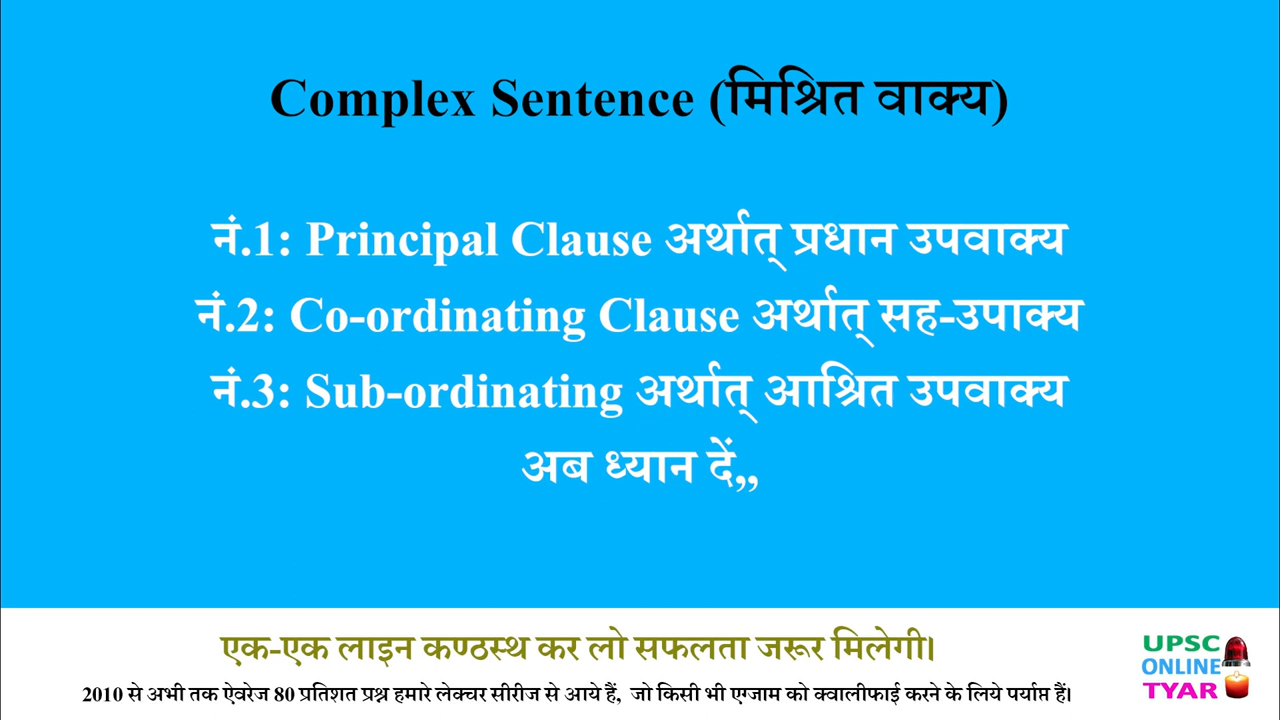 Complex Sentence (मिश्रित वाक्य)
नं.1: Principal Clause अर्थात् प्रधान उपवाक्य
नं.2: Co-ordinating Clause अर्थात् सह-उपाक्य
नं.3: Sub-ordinating अर्थात् आश्रित उपवाक्य
अब ध्यान दें,,
एक-एक लाइन कण्ठस्थ कर लो सफलता जरूर मिलेगी।
2010 से अभी तक ऐवरेज 80 प्रतिशत प्रश्न हमारे लेक्चर सीरीज से आये हैं, जो किसी भी एग्जाम को क्वालीफाई करने के लिये पर्याप्त हैं।
UPSC
ONLINE
TYAR